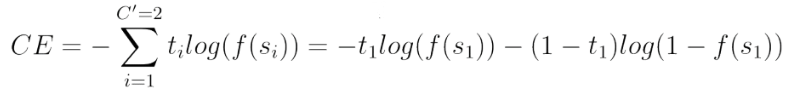 CE = -\sum_{i=1}^{C'=2} t_i log(f(s_i)) = -t_1 log(f(s_1)) - (1 - t_1) log(1 - f(s_1))